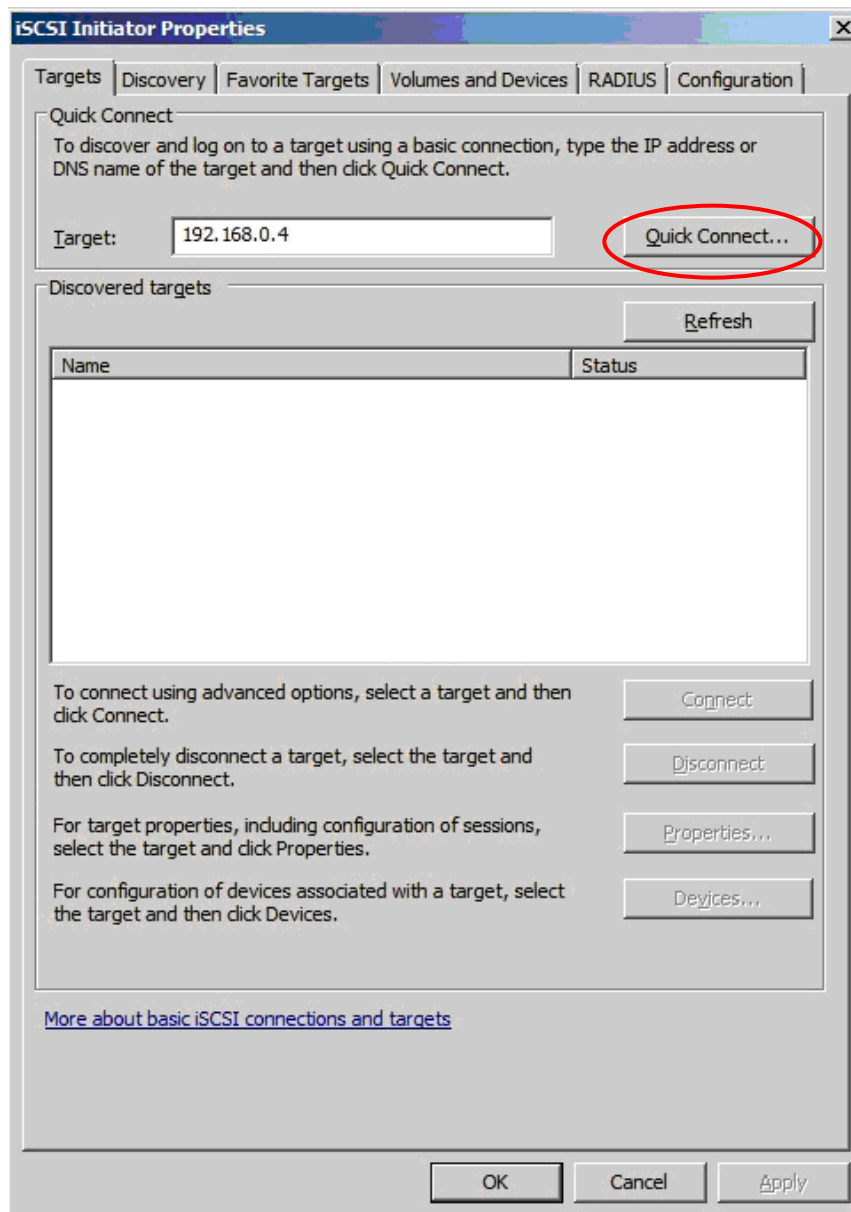 iSCSI Initiator Properties
Targets Discovery Favorite Targets Volumes and Devices RADIUS Configuration
Quick Connect
To discover and log on to a target using a basic connection, type the IP address or
DNS name of the target and then click Quick Connect.
Target: 192.168.0.4 Quick Connect...
Discovered targets
Refresh
Name Status
To connect using advanced options, select a target and then
click Connect.
Connect
To completely disconnect a target, select the target and
then click Disconnect.
Disconnect
For target properties, including configuration of sessions,
select the target and click Properties.
Properties...
For configuration of devices associated with a target, select
the target and then click Devices.
Devices...
More about basic iSCSI connections and targets
OK Cancel Apply